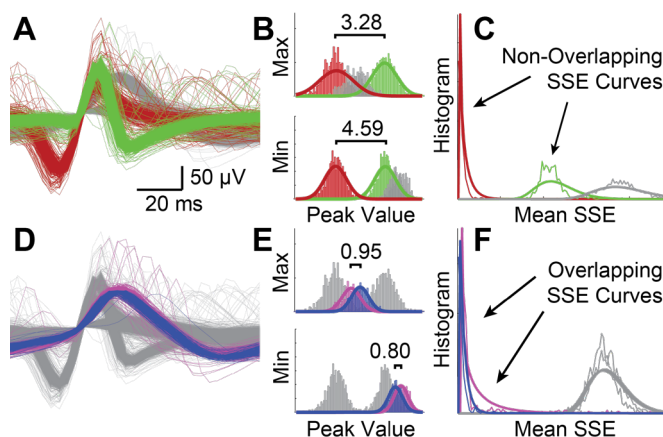 A
50 µV
20 ms
B
3.28
Max
4.59
Min
Peak Value
C
Non-Overlapping
SSE Curves
Histogram
Mean SSE
D
E
0.95
Max
0.80
Min
Peak Value
F
Overlapping
SSE Curves
Histogram
Mean SSE